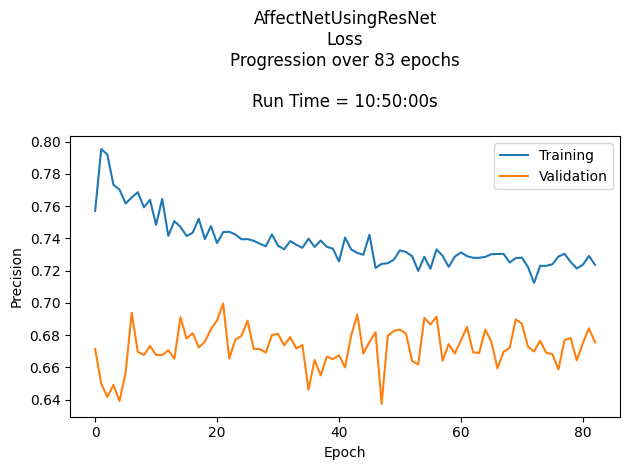 AffectNetUsingResNet
Loss
Progression over 83 epochs
Run Time = 10:50:00s
Training
Validation
0.80
0.78
0.76
0.74
0.72
0.70
0.68
0.66
0.64
Precision
0
20
40
60
80
Epoch